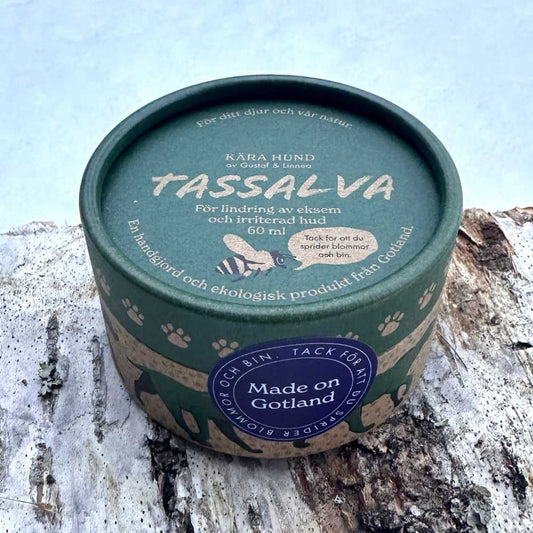 För ditt djur och vår natur.
KÄRA HUND
av Gustaf & Linnea
TASSALVA
För lindring av eksem
och irriterad hud
60 ml
Tack för att du
sprider blommor
och bin.
En handgjord och ekologisk produkt från Gotland.
TACK FÖR ATT DU SPRIDER BLOMMOR OCH BIN.
Made on
Gotland